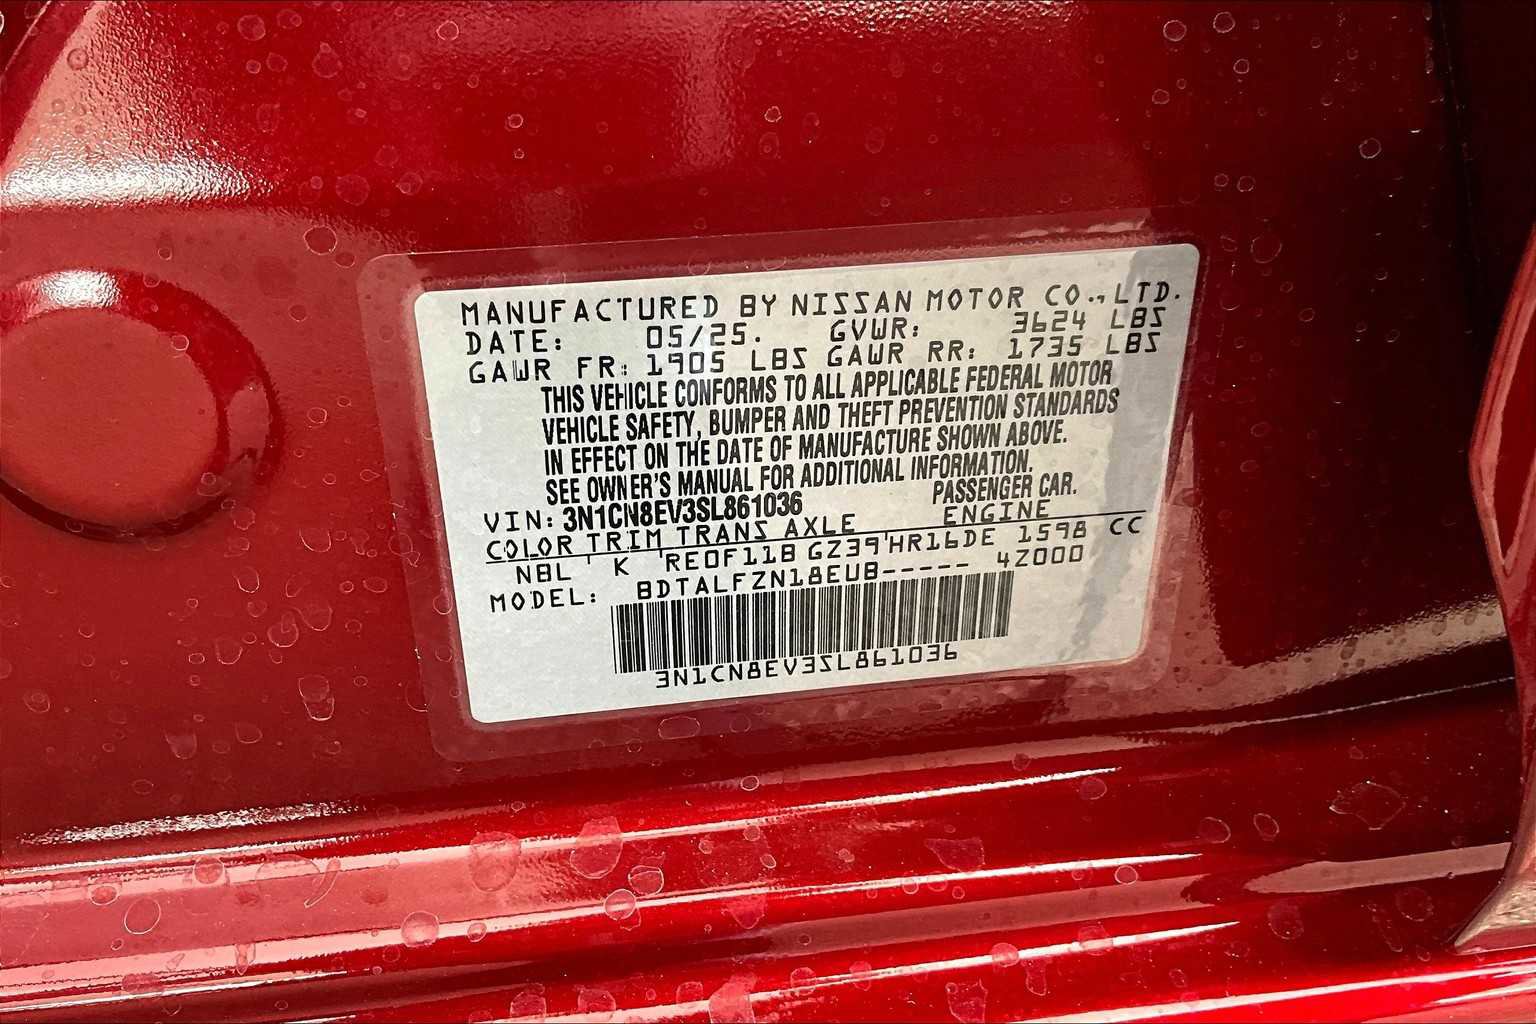 MANUFACTURED BY NISSAN MOTOR CO., LTD.
DATE: 05/25. GVWR: 3624 LBS
GAWR FR: 1905 LBS GAWR RR: 1735 LBS
THIS VEHICLE CONFORMS TO ALL APPLICABLE FEDERAL MOTOR
VEHICLE SAFETY, BUMPER AND THEFT PREVENTION STANDARDS
IN EFFECT ON THE DATE OF MANUFACTURE SHOWN ABOVE.
SEE OWNER'S MANUAL FOR ADDITIONAL INFORMATION.
VIN: 3N1CN8EV3SL861036 PASSENGER CAR.
COLOR TRIM TRANS AXLE ENGINE
NBL K RE0F11B GZ39 HR16DE 1598 CC
MODEL: BDTALFZN18EUB----- 4Z000
3N1CN8EV3SL861036